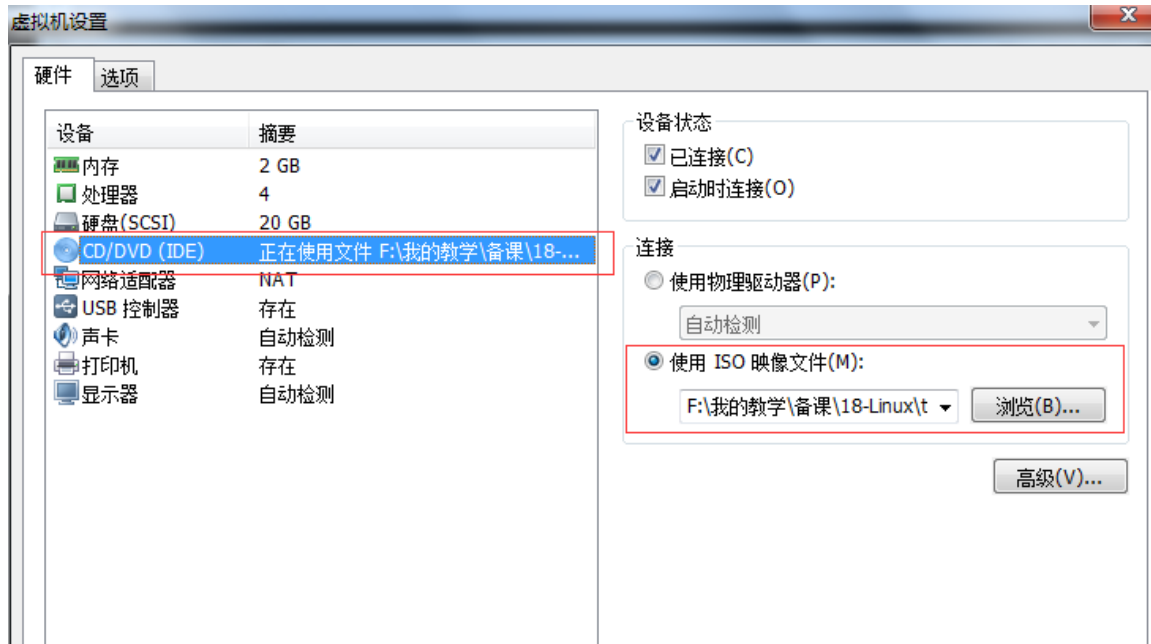 虚拟机设置
硬件 选项
设备 摘要
内存 2 GB
处理器 4
硬盘(SCSI) 20 GB
CD/DVD (IDE) 正在使用文件 F:\我的教学\备课\18-...
网络适配器 NAT
USB 控制器 存在
声卡 自动检测
打印机 存在
显示器 自动检测
设备状态
已连接(C)
启动时连接(O)
连接
使用物理驱动器(P):
自动检测
使用 ISO 映像文件(M):
F:\我的教学\备课\18-Linux\t 浏览(B)...
高级(V)...